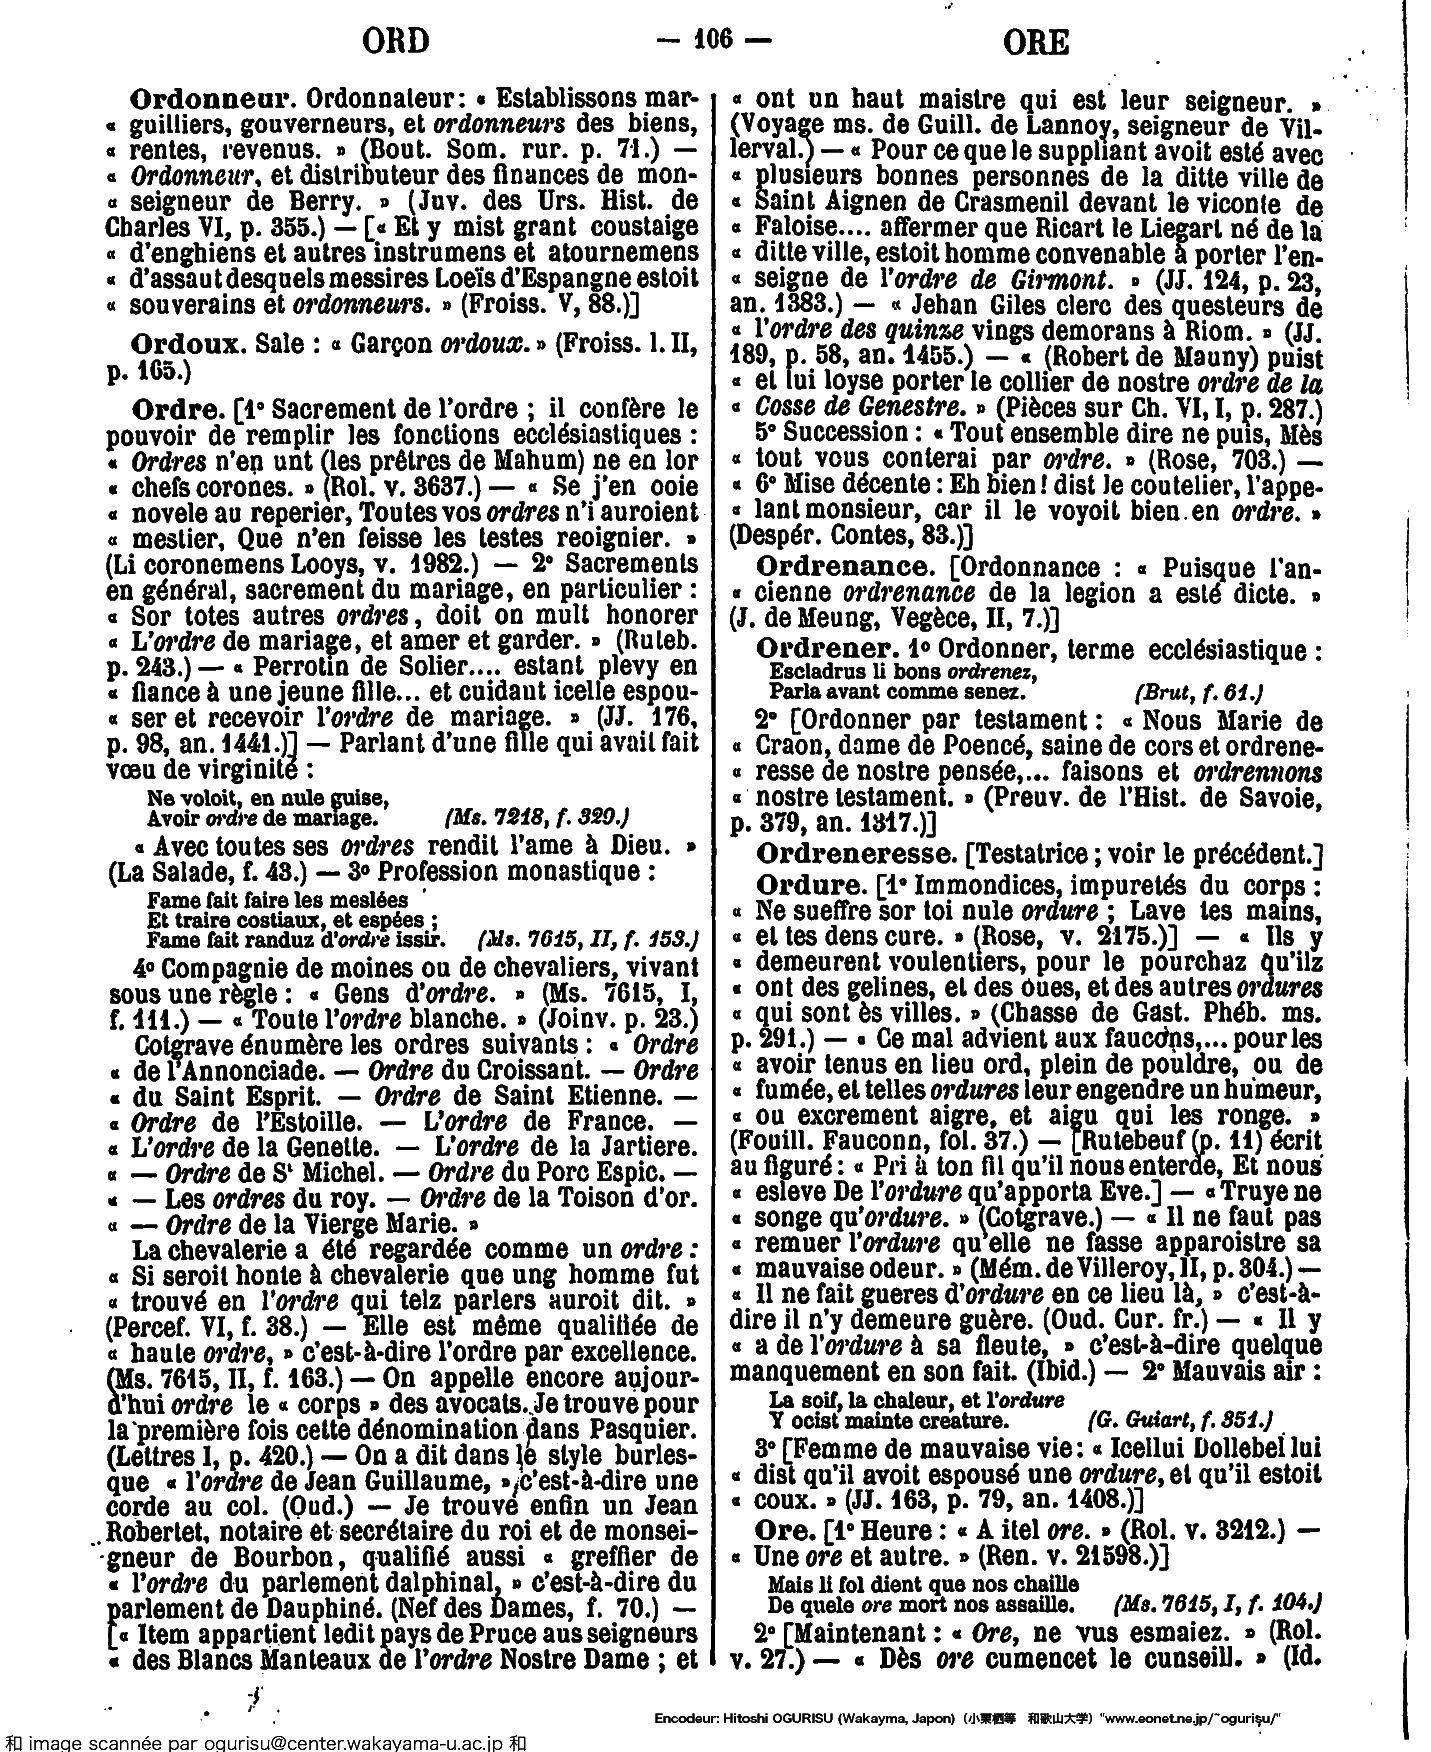 ORD
— 106 —
ORE
Ordonneur. Ordonnateur : « Establissons mar-
« guilliers, gouverneurs, et ordonneurs des biens,
« rentes, revenus. » (Bout. Som. rur. p. 71.) —
« Ordonneur, et distributeur des finances de mon-
« seigneur de Berry. » (Juv. des Urs. Hist. de
Charles VI, p. 355.) — [« Et y mist grant coustaige
« d'enghiens et autres instrumens et atournemens
« d'assaut desquels messires Loeïs d'Espangne estoit
« souverains et ordonneurs. » (Froiss. V, 88.)]
Ordoux. Sale : « Garçon ordoux. » (Froiss. l. II,
p. 165.)
Ordre. [1° Sacrement de l'ordre ; il confère le
pouvoir de remplir les fonctions ecclésiastiques :
« Ordres n'en unt (les prêtres de Mahum) ne en lor
« chefs corones. » (Rol. v. 3637.) — « Se j'en ooie
« novele au reperier, Toutes vos ordres n'i auroient
« mestier, Que n'en feisse les testes reoignier. »
(Li coronemens Looys, v. 1982.) — 2° Sacrements
en général, sacrement du mariage, en particulier :
« Sor totes autres ordres, doit on mult honorer
« L'ordre de mariage, et amer et garder. » (Ruteb.
p. 243.) — « Perrotin de Solier.... estant plevy en
« fiance à une jeune fille... et cuidant icelle espou-
« ser et recevoir l'ordre de mariage. » (JJ. 176,
p. 98, an. 1441.)] — Parlant d'une fille qui avait fait
vœu de virginité :
Ne voloit, en nule guise,
Avoir ordre de mariage. (Ms. 7218, f. 329.)
« Avec toutes ses ordres rendit l'ame à Dieu. »
(La Salade, f. 43.) — 3° Profession monastique :
Fame fait faire les meslées
Et traire costiaux, et espées ;
Fame fait randuz d'ordre issir. (Ms. 7615, II, f. 153.)
4° Compagnie de moines ou de chevaliers, vivant
sous une règle : « Gens d'ordre. » (Ms. 7615, I,
f. 111.) — « Toute l'ordre blanche. » (Joinv. p. 23.)
Cotgrave énumère les ordres suivants : « Ordre
« de l'Annonciade. — Ordre du Croissant. — Ordre
« du Saint Esprit. — Ordre de Saint Etienne. —
« Ordre de l'Estoille. — L'ordre de France. —
« L'ordre de la Genette. — L'ordre de la Jartiere.
« — Ordre de St Michel. — Ordre du Porc Espic. —
« — Les ordres du roy. — Ordre de la Toison d'or.
« — Ordre de la Vierge Marie. »
La chevalerie a été regardée comme un ordre :
« Si seroit honte à chevalerie que ung homme fut
« trouvé en l'ordre qui telz parlers auroit dit. »
(Percef. VI, f. 38.) — Elle est même qualifiée de
« haute ordre, » c'est-à-dire l'ordre par excellence.
(Ms. 7615, II, f. 163.) — On appelle encore aujour-
d'hui ordre le « corps » des avocats. Je trouve pour
la première fois cette dénomination dans Pasquier.
(Lettres I, p. 420.) — On a dit dans le style burles-
que « l'ordre de Jean Guillaume, » c'est-à-dire une
corde au col. (Oud.) — Je trouve enfin un Jean
Robertet, notaire et secrétaire du roi et de monsei-
gneur de Bourbon, qualifié aussi « greffier de
« l'ordre du parlement dalphinal, » c'est-à-dire du
parlement de Dauphiné. (Nef des Dames, f. 70.) —
[« Item appartient ledit pays de Pruce aus seigneurs
« des Blancs Manteaux de l'ordre Nostre Dame ; et
« ont un haut maistre qui est leur seigneur. »
(Voyage ms. de Guill. de Lannoy, seigneur de Vil-
lerval.) — « Pour ce que le suppliant avoit esté avec
« plusieurs bonnes personnes de la ditte ville de
« Saint Aignen de Crasmenil devant le viconte de
« Faloise.... affermer que Ricart le Liegart né de la
« ditte ville, estoit homme convenable à porter l'en-
« seigne de l'ordre de Girmont. » (JJ. 124, p. 23,
an. 1383.) — « Jehan Giles clerc des questeurs de
« l'ordre des quinze vings demorans à Riom. » (JJ.
189, p. 58, an. 1455.) — « (Robert de Mauny) puist
« et lui loyse porter le collier de nostre ordre de la
« Cosse de Genestre. » (Pièces sur Ch. VI, I, p. 287.)
5° Succession : « Tout ensemble dire ne puis, Mès
« tout vous conterai par ordre. » (Rose, 703.) —
« 6° Mise décente : Eh bien ! dist le coutelier, l'appe-
« lant monsieur, car il le voyoit bien en ordre. »
(Despér. Contes, 83.)]
Ordrenance. [Ordonnance : « Puisque l'an-
« cienne ordrenance de la legion a esté dicte. »
(J. de Meung, Vegèce, II, 7.)]
Ordrener. 1° Ordonner, terme ecclésiastique :
Escladrus li bons ordrenez,
Parla avant comme senez. (Brut, f. 61.)
2° [Ordonner par testament : « Nous Marie de
« Craon, dame de Poencé, saine de cors et ordrene-
« resse de nostre pensée,... faisons et ordrennons
« nostre testament. » (Preuv. de l'Hist. de Savoie,
p. 379, an. 1317.)]
Ordreneresse. [Testatrice ; voir le précédent.]
Ordure. [1° Immondices, impuretés du corps :
« Ne sueffre sor toi nule ordure ; Lave tes mains,
« et tes dens cure. » (Rose, v. 2175.)] — « Ils y
« demeurent voulentiers, pour le pourchaz qu'ilz
« ont des gelines, et des oues, et des autres ordures
« qui sont ès villes. » (Chasse de Gast. Phéb. ms.
p. 291.) — « Ce mal advient aux faucons,... pour les
« avoir tenus en lieu ord, plein de pouldre, ou de
« fumée, et telles ordures leur engendre un humeur,
« ou excrement aigre, et aigu qui les ronge. »
(Fouill. Fauconn, fol. 37.) — [Rutebeuf (p. 11) écrit
au figuré : « Pri à ton fil qu'il nous enterde, Et nous
« esleve De l'ordure qu'apporta Eve.] — « Truye ne
« songe qu'ordure. » (Cotgrave.) — « Il ne faut pas
« remuer l'ordure qu'elle ne fasse apparoistre sa
« mauvaise odeur. » (Mém. de Villeroy, II, p. 304.) —
« Il ne fait gueres d'ordure en ce lieu là, » c'est-à-
dire il n'y demeure guère. (Oud. Cur. fr.) — « Il y
« a de l'ordure à sa fleute, » c'est-à-dire quelque
manquement en son fait. (Ibid.) — 2° Mauvais air :
La soif, la chaleur, et l'ordure
Y ocist mainte creature. (G. Guiart, f. 351.)
3° [Femme de mauvaise vie : « Icellui Dollebel lui
« dist qu'il avoit espousé une ordure, et qu'il estoit
« coux. » (JJ. 163, p. 79, an. 1408.)]
Ore. [1° Heure : « A itel ore. » (Rol. v. 3212.) —
« Une ore et autre. » (Ren. v. 21598.)]
Mais li fol dient que nos chaille
De quele ore mort nos assaille. (Ms. 7615, I, f. 104.)
2° [Maintenant : « Ore, ne vus esmaiez. » (Rol.
v. 27.) — « Dès ore cumencet le cunseill. » (Id.
Encodeur: Hitoshi OGURISU (Wakayma, Japon) (小栗栖等 和歌山大学) "www.eonet.ne.jp/~ogurisu/"
和 image scannée par ogurisu@center.wakayama-u.ac.jp 和